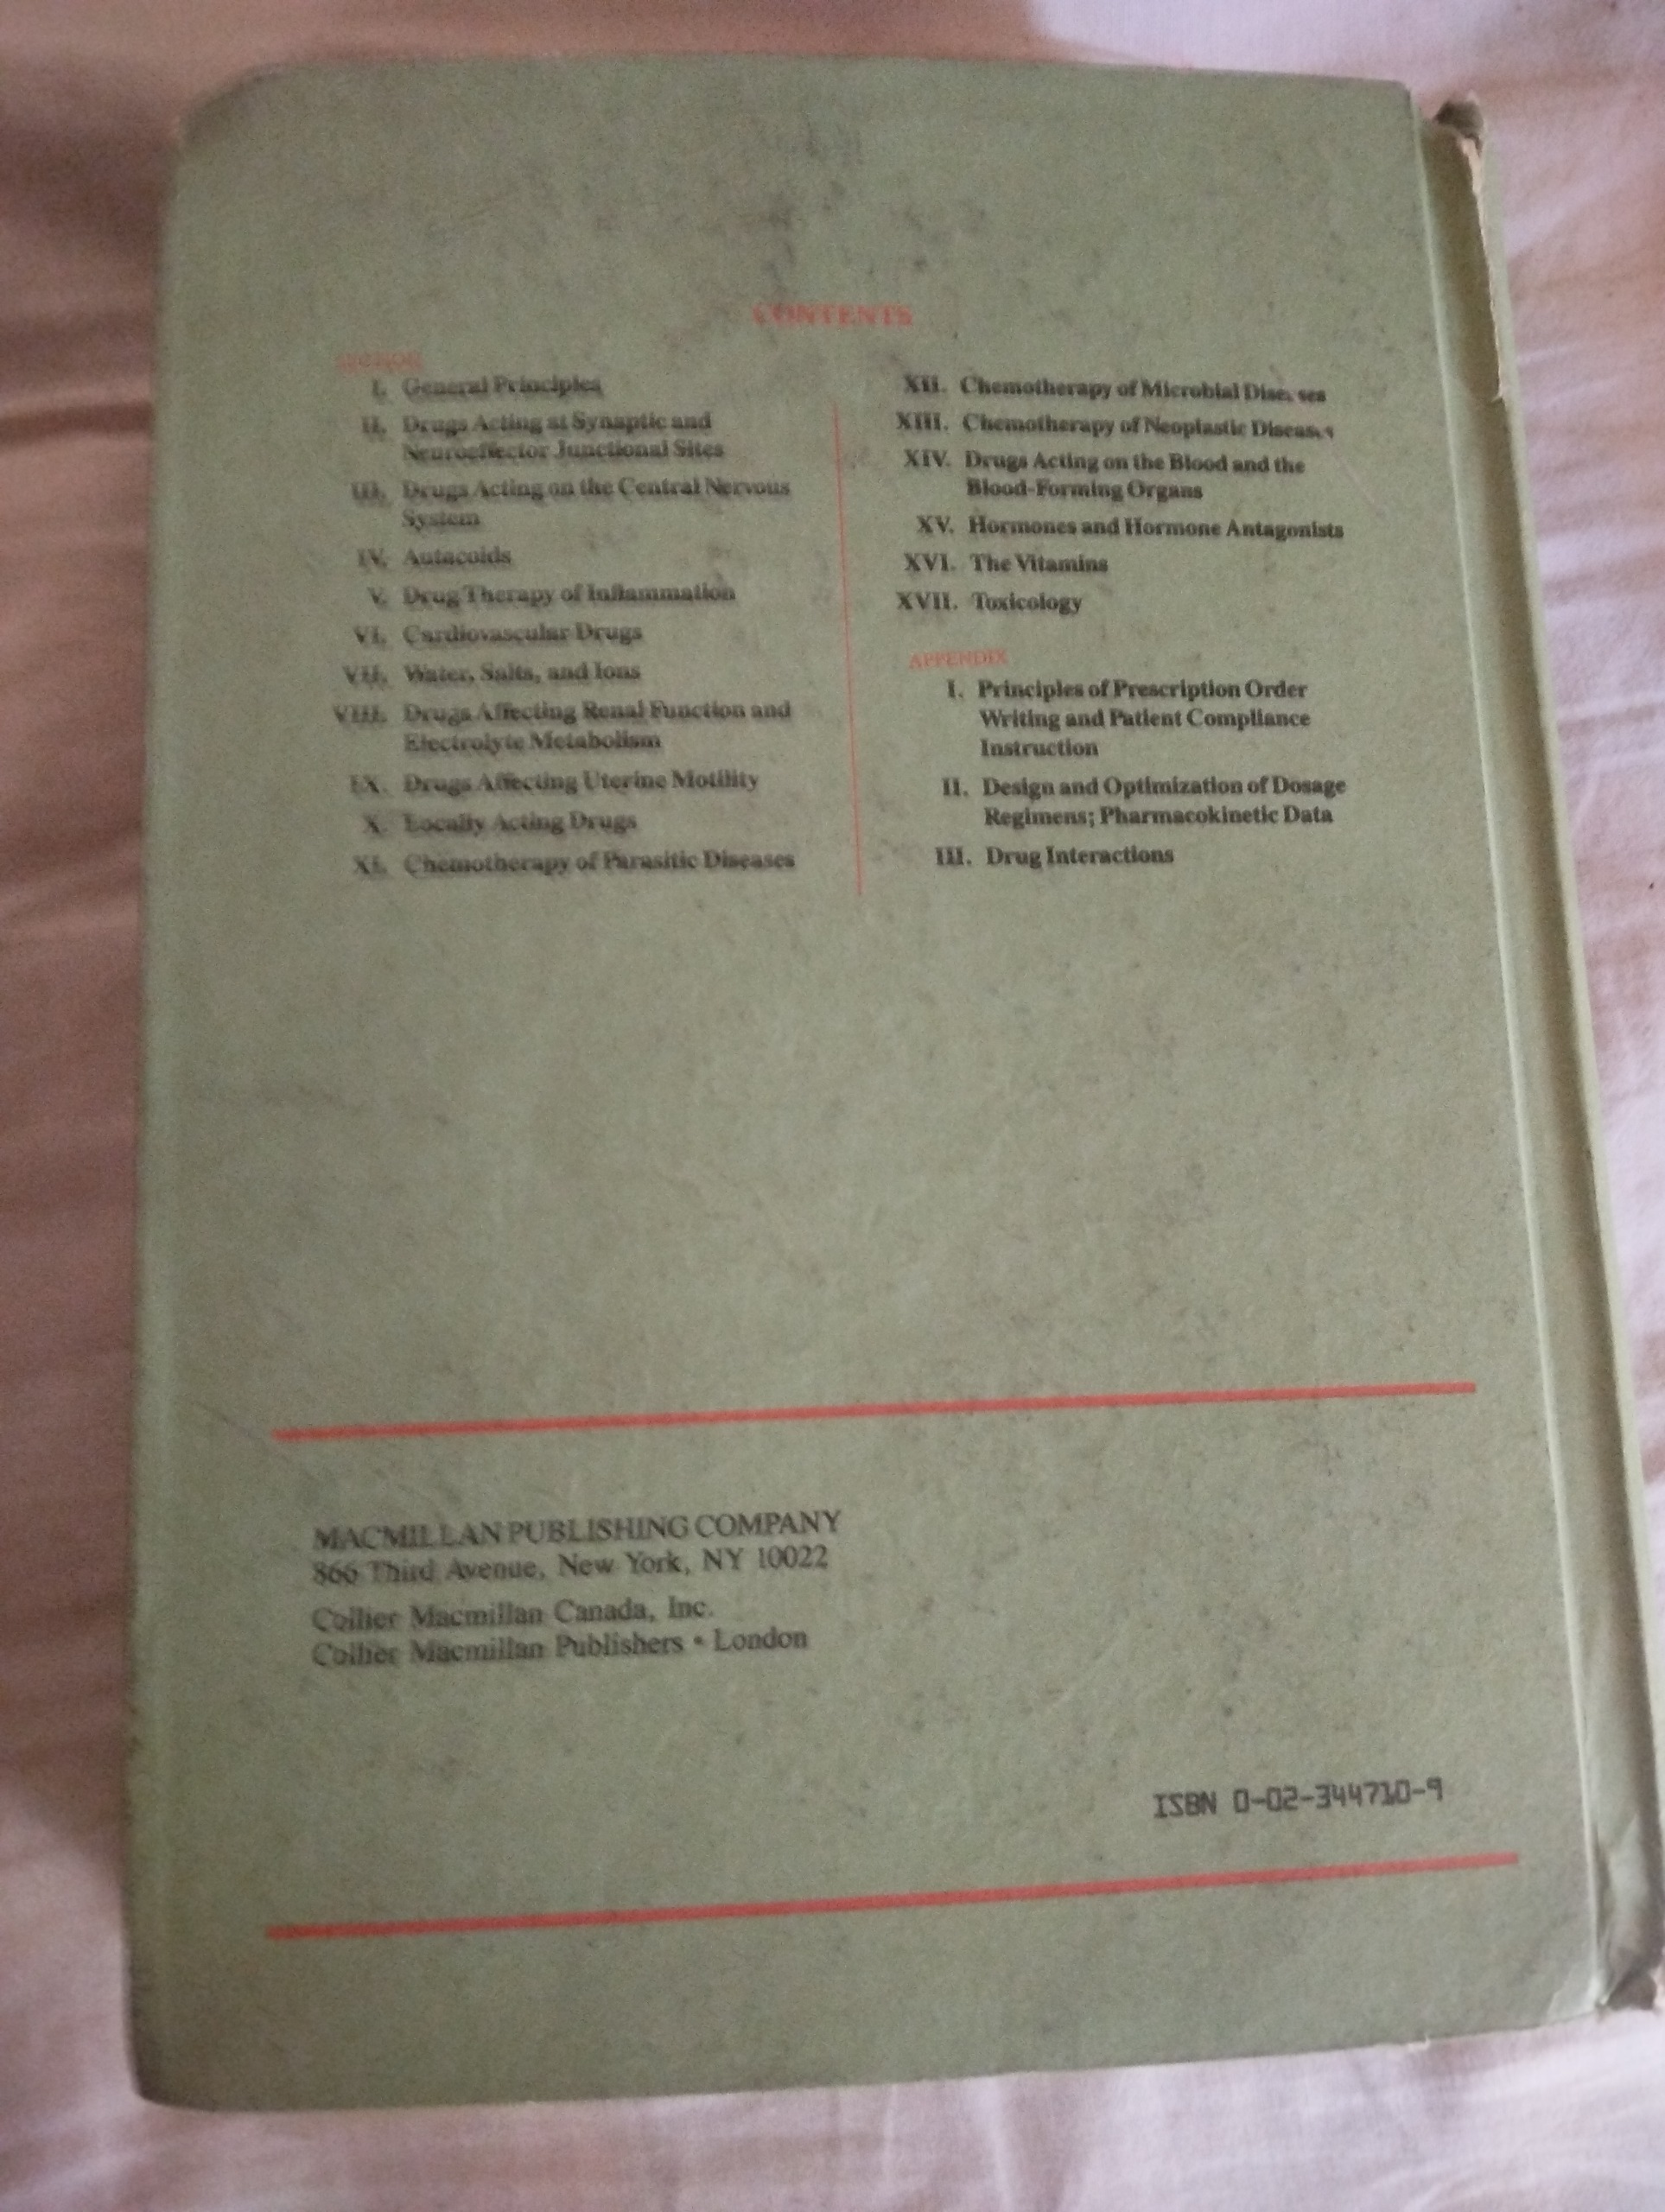 CONTENTS
SECTION
I. General Principles
II. Drugs Acting at Synaptic and
Neuroeffector Junctional Sites
III. Drugs Acting on the Central Nervous
System
IV. Autacoids
V. Drug Therapy of Inflammation
VI. Cardiovascular Drugs
VII. Water, Salts, and Ions
VIII. Drugs Affecting Renal Function and
Electrolyte Metabolism
IX. Drugs Affecting Uterine Motility
X. Locally Acting Drugs
XI. Chemotherapy of Parasitic Diseases
XII. Chemotherapy of Microbial Diseases
XIII. Chemotherapy of Neoplastic Diseases
XIV. Drugs Acting on the Blood and the
Blood-Forming Organs
XV. Hormones and Hormone Antagonists
XVI. The Vitamins
XVII. Toxicology
APPENDIX
I. Principles of Prescription Order
Writing and Patient Compliance
Instruction
II. Design and Optimization of Dosage
Regimens; Pharmacokinetic Data
III. Drug Interactions
MACMILLAN PUBLISHING COMPANY
866 Third Avenue, New York, NY 10022
Collier Macmillan Canada, Inc.
Collier Macmillan Publishers • London
ISBN 0-02-344710-9